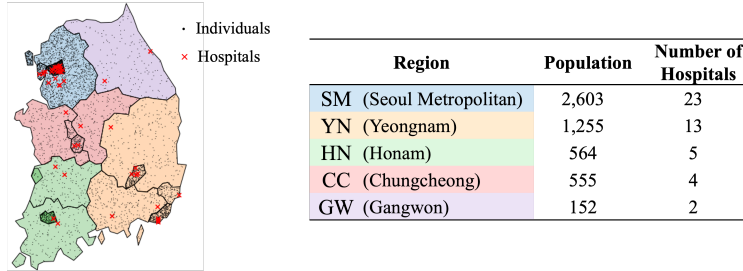 · Individuals
× Hospitals
Region Population Number of Hospitals
SM (Seoul Metropolitan) 2,603 23
YN (Yeongnam) 1,255 13
HN (Honam) 564 5
CC (Chungcheong) 555 4
GW (Gangwon) 152 2